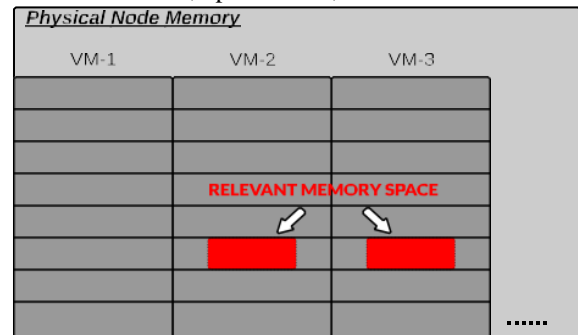 Physical Node Memory
VM-1 VM-2 VM-3
RELEVANT MEMORY SPACE
......